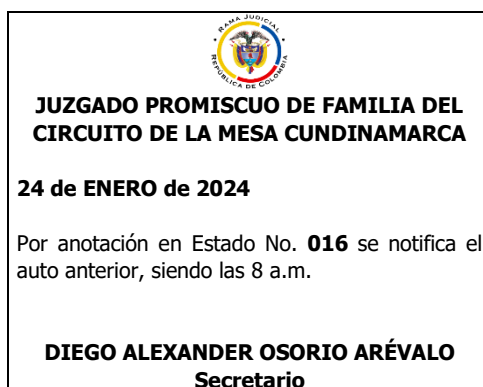 RAMA JUDICIAL
REPÚBLICA DE COLOMBIA
JUZGADO PROMISCUO DE FAMILIA DEL
CIRCUITO DE LA MESA CUNDINAMARCA
24 de ENERO de 2024
Por anotación en Estado No. 016 se notifica el
auto anterior, siendo las 8 a.m.
DIEGO ALEXANDER OSORIO ARÉVALO
Secretario